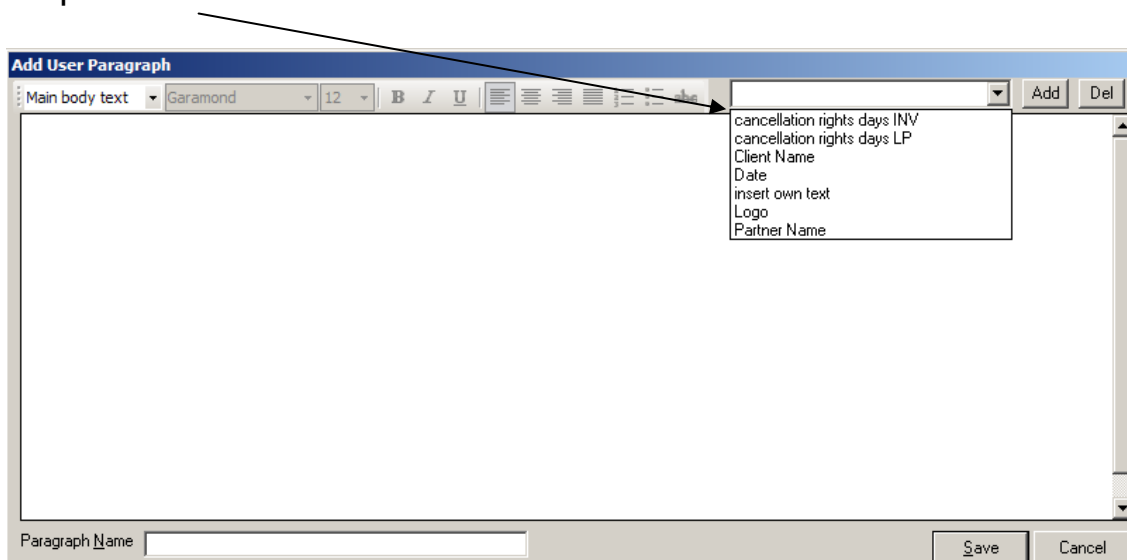 Add User Paragraph
Main body text Garamond 12 B I U abc Add Del
cancellation rights days INV
cancellation rights days LP
Client Name
Date
insert own text
Logo
Partner Name
Paragraph Name Save Cancel